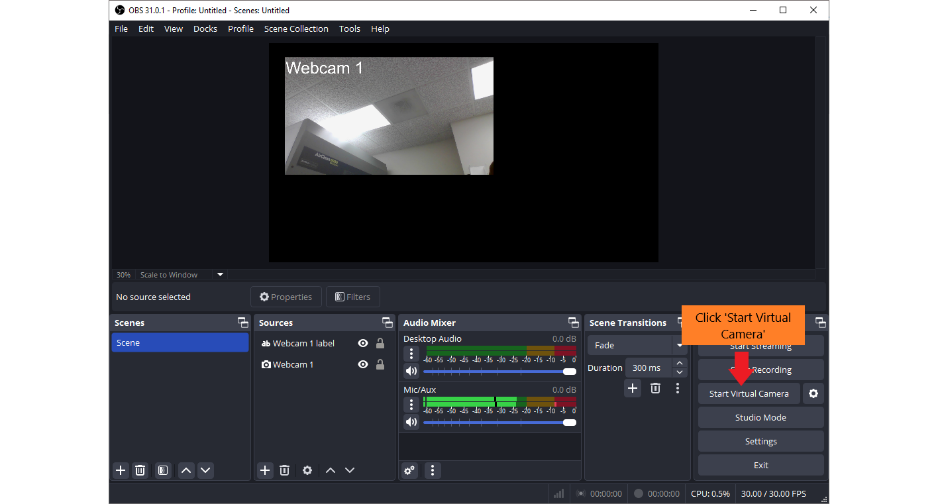 OBS 31.0.1 - Profile: Untitled - Scenes: Untitled
File Edit View Docks Profile Scene Collection Tools Help
Webcam 1
30% Scale to Window
No source selected Properties Filters
Scenes
Scene
Sources
Webcam 1 label
Webcam 1
Audio Mixer
Desktop Audio 0.0 dB
-60 -55 -50 -45 -40 -35 -30 -25 -20 -15 -10 -5 0
Mic/Aux 0.0 dB
-60 -55 -50 -45 -40 -35 -30 -25 -20 -15 -10 -5 0
Scene Transitions
Fade
Duration 300 ms
Click 'Start Virtual
Camera'
Start Streaming
Recording
Start Virtual Camera
Studio Mode
Settings
Exit
00:00:00 00:00:00 CPU: 0.5% 30.00 / 30.00 FPS